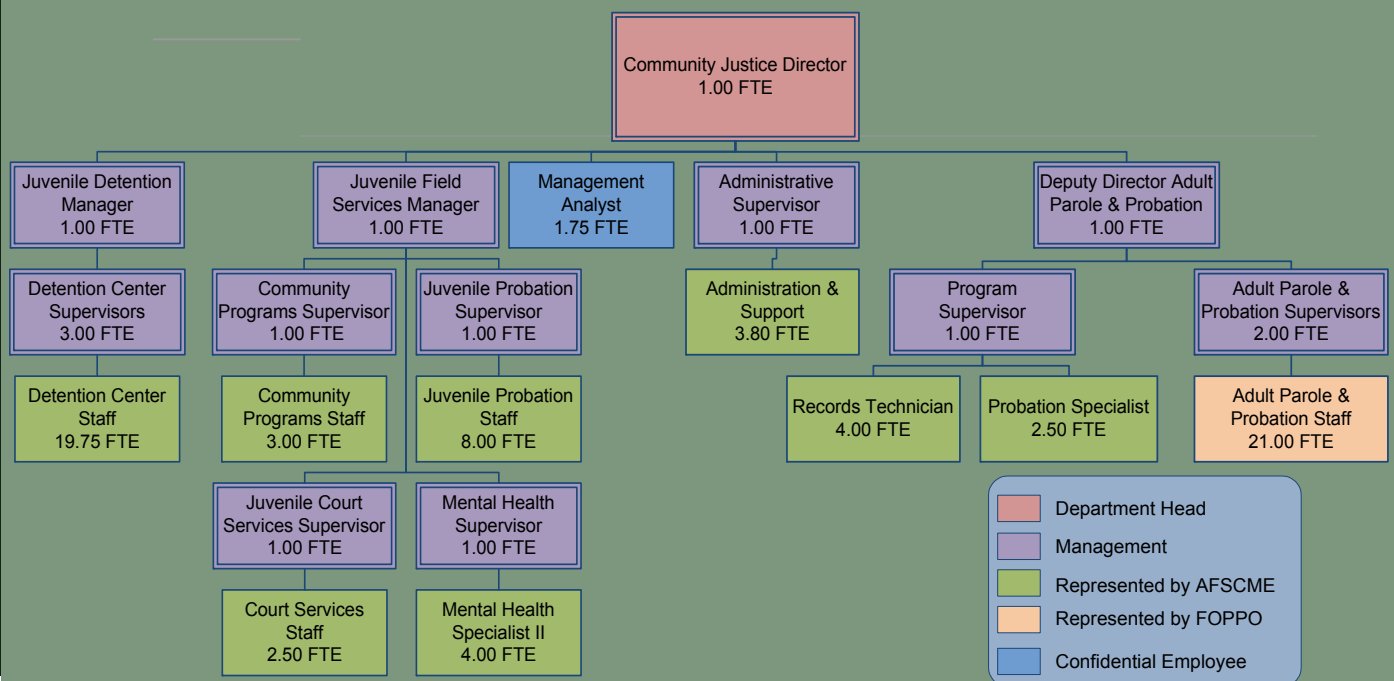 Community Justice Director
1.00 FTE
Juvenile Detention
Manager
1.00 FTE
Juvenile Field
Services Manager
1.00 FTE
Management
Analyst
1.75 FTE
Administrative
Supervisor
1.00 FTE
Deputy Director Adult
Parole & Probation
1.00 FTE
Detention Center
Supervisors
3.00 FTE
Community
Programs Supervisor
1.00 FTE
Juvenile Probation
Supervisor
1.00 FTE
Administration &
Support
3.80 FTE
Program
Supervisor
1.00 FTE
Adult Parole &
Probation Supervisors
2.00 FTE
Detention Center
Staff
19.75 FTE
Community
Programs Staff
3.00 FTE
Juvenile Probation
Staff
8.00 FTE
Records Technician
4.00 FTE
Probation Specialist
2.50 FTE
Adult Parole &
Probation Staff
21.00 FTE
Juvenile Court
Services Supervisor
1.00 FTE
Mental Health
Supervisor
1.00 FTE
Court Services
Staff
2.50 FTE
Mental Health
Specialist II
4.00 FTE
Department Head
Management
Represented by AFSCME
Represented by FOPPO
Confidential Employee